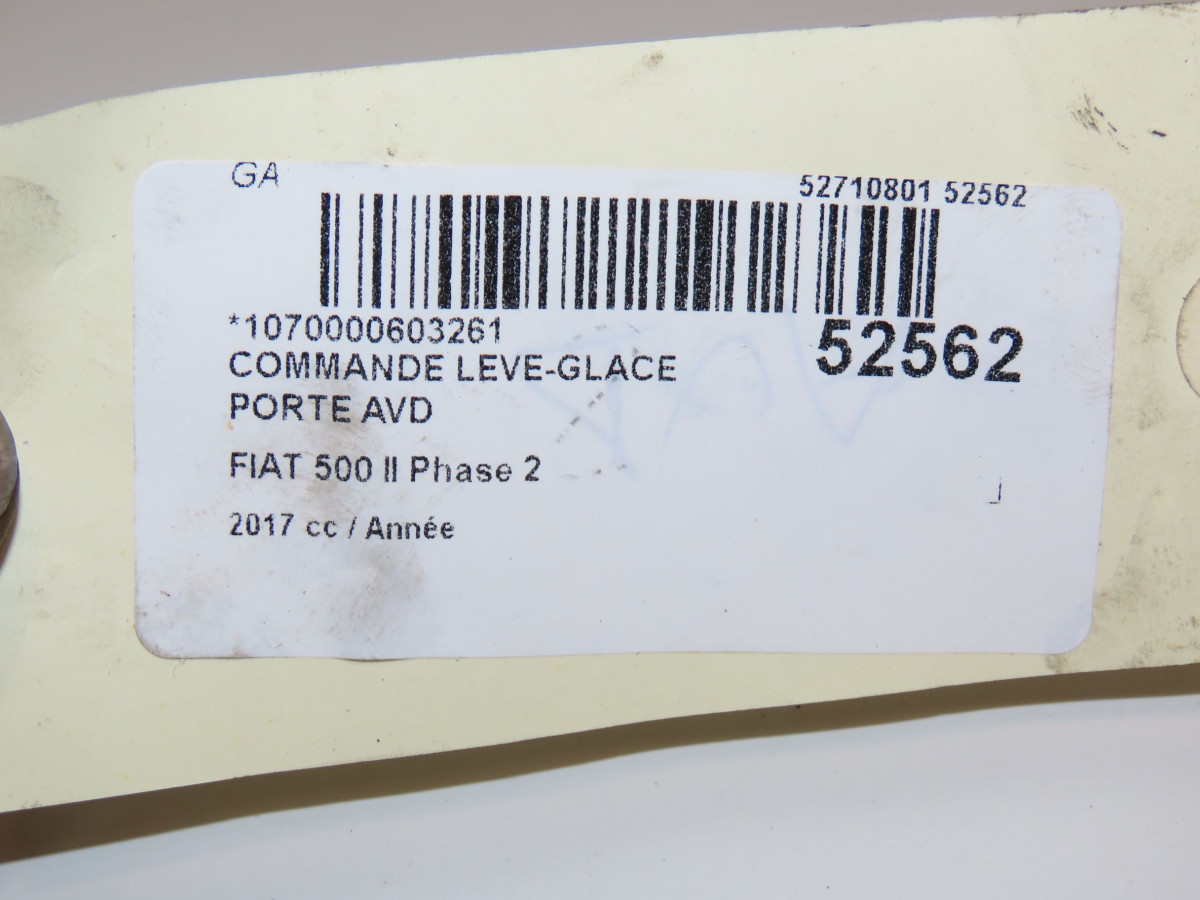 GA
52710801 52562
*1070000603261
52562
COMMANDE LEVE-GLACE
PORTE AVD
FIAT 500 II Phase 2
2017 cc / Année